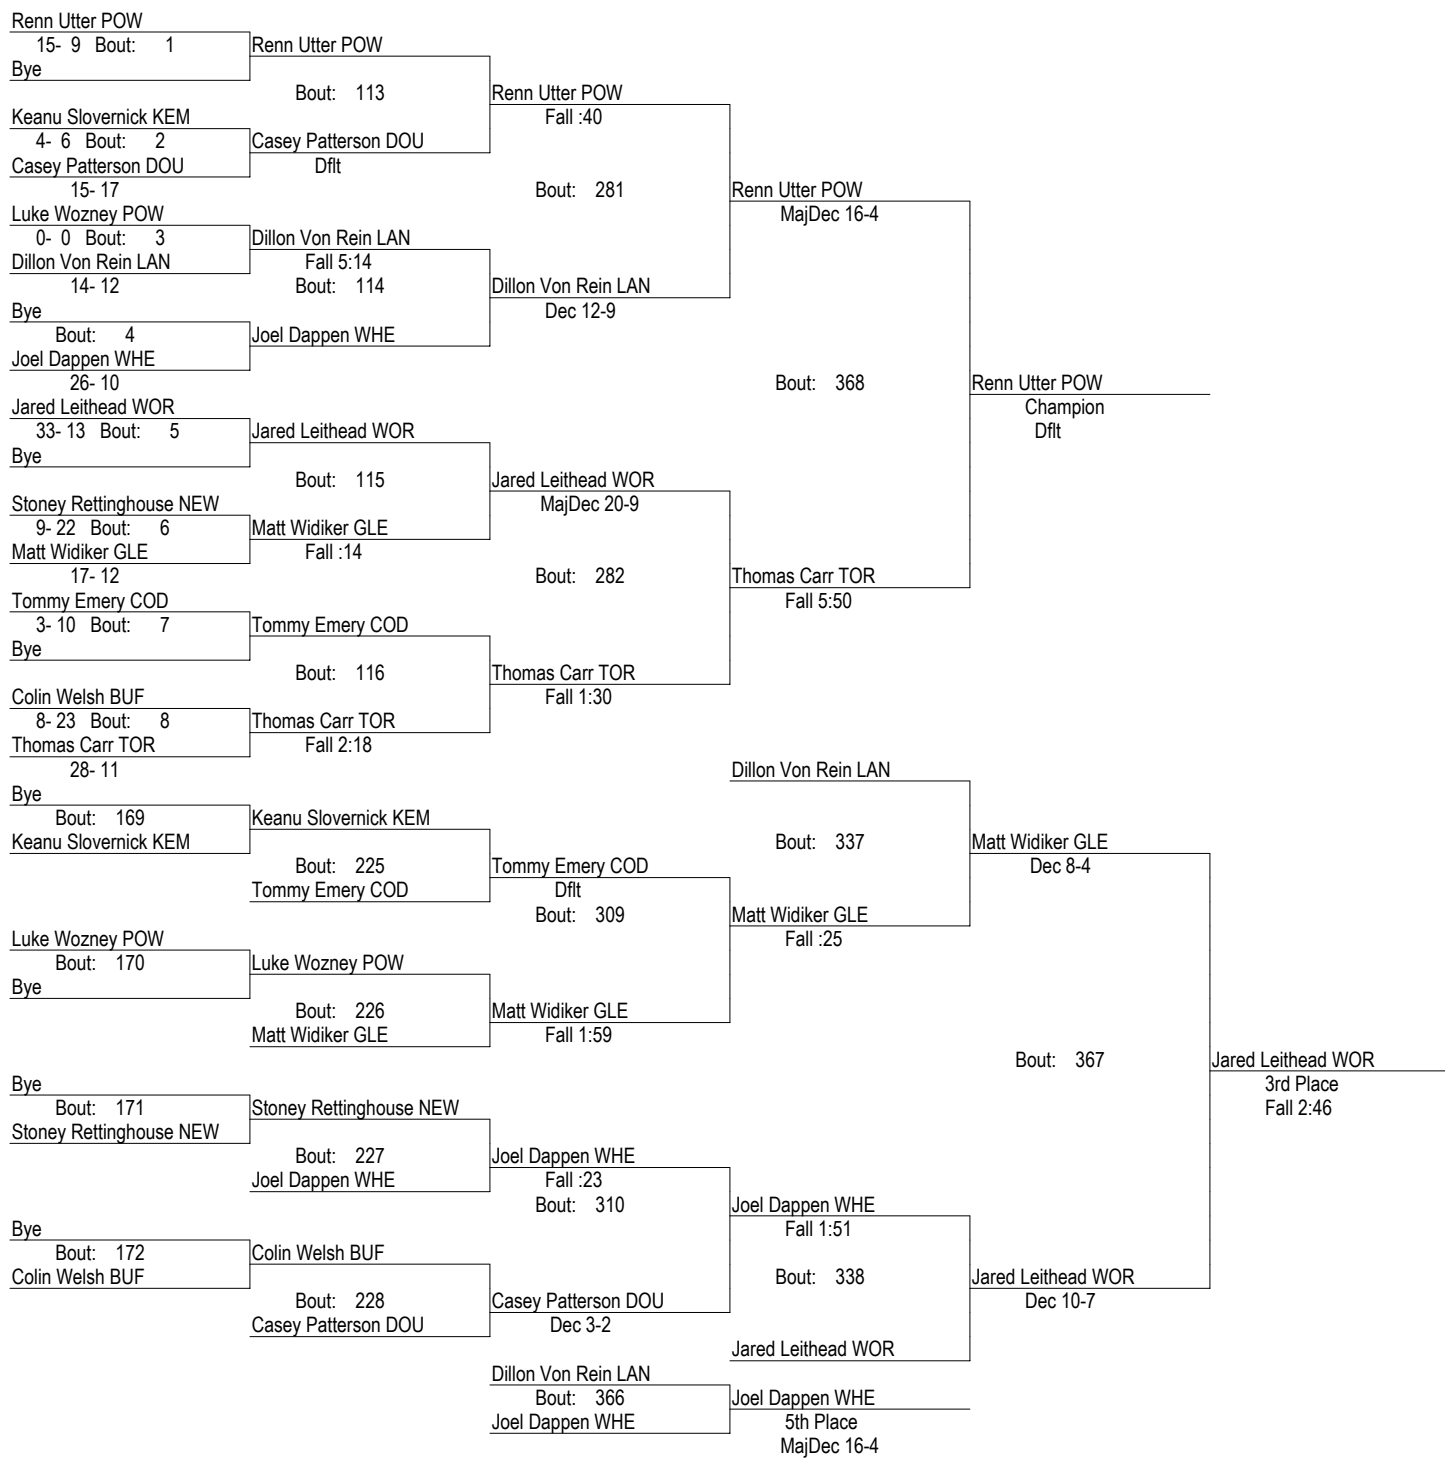 Renn Utter POW
15- 9 Bout: 1
Renn Utter POW
Bye
Bout: 113
Renn Utter POW
Fall :40
Keanu Slovernick KEM
4- 6 Bout: 2
Casey Patterson DOU
Casey Patterson DOU
Dflt
15- 17
Bout: 281
Renn Utter POW
MajDec 16-4
Luke Wozney POW
0- 0 Bout: 3
Dillon Von Rein LAN
Dillon Von Rein LAN
Fall 5:14
14- 12
Bout: 114
Dillon Von Rein LAN
Dec 12-9
Bye
Bout: 4
Joel Dappen WHE
Joel Dappen WHE
26- 10
Bout: 368
Renn Utter POW
Champion
Dflt
Jared Leithead WOR
33- 13 Bout: 5
Jared Leithead WOR
Bye
Bout: 115
Jared Leithead WOR
MajDec 20-9
Stoney Rettinghouse NEW
9- 22 Bout: 6
Matt Widiker GLE
Matt Widiker GLE
Fall :14
17- 12
Bout: 282
Thomas Carr TOR
Fall 5:50
Tommy Emery COD
3- 10 Bout: 7
Tommy Emery COD
Bye
Bout: 116
Thomas Carr TOR
Fall 1:30
Colin Welsh BUF
8- 23 Bout: 8
Thomas Carr TOR
Thomas Carr TOR
Fall 2:18
28- 11
Dillon Von Rein LAN
Bye
Bout: 169
Keanu Slovernick KEM
Keanu Slovernick KEM
Bout: 337
Matt Widiker GLE
Dec 8-4
Bout: 225
Tommy Emery COD
Tommy Emery COD
Dflt
Bout: 309
Matt Widiker GLE
Fall :25
Luke Wozney POW
Bout: 170
Luke Wozney POW
Bye
Bout: 226
Matt Widiker GLE
Matt Widiker GLE
Fall 1:59
Bout: 367
Jared Leithead WOR
3rd Place
Fall 2:46
Bye
Bout: 171
Stoney Rettinghouse NEW
Stoney Rettinghouse NEW
Bout: 227
Joel Dappen WHE
Joel Dappen WHE
Fall :23
Bout: 310
Joel Dappen WHE
Fall 1:51
Bye
Bout: 172
Colin Welsh BUF
Colin Welsh BUF
Bout: 338
Jared Leithead WOR
Dec 10-7
Bout: 228
Casey Patterson DOU
Casey Patterson DOU
Dec 3-2
Jared Leithead WOR
Dillon Von Rein LAN
Bout: 366
Joel Dappen WHE
Joel Dappen WHE
5th Place
MajDec 16-4